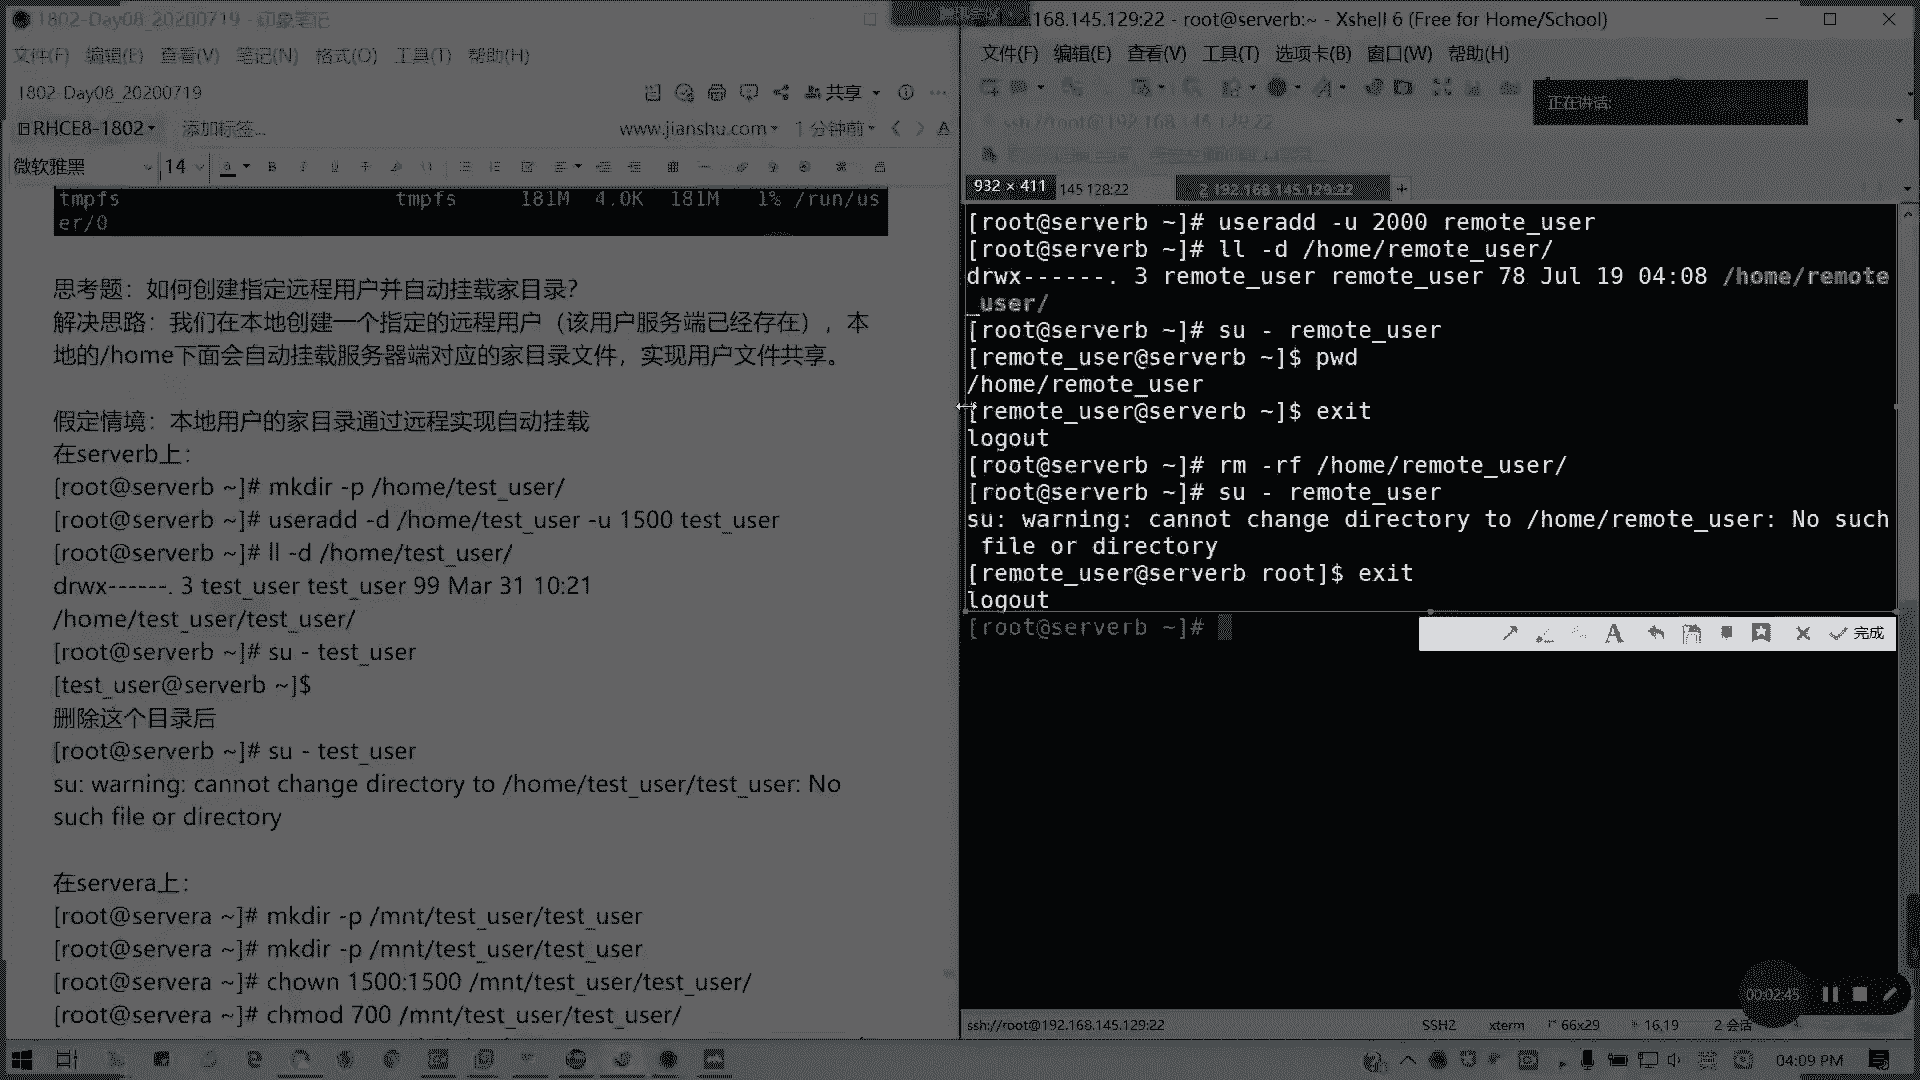 1802-Day08_20200719 - 印象笔记
文件(F) 编辑(E) 查看(V) 笔记(N) 格式(O) 工具(T) 帮助(H)
1802-Day08_20200719
共享
RHCE8-1802
添加标签...
www.jianshu.com
1 分钟前
微软雅黑
14
tmpfs tmpfs 181M 4.0K 181M 1% /run/us
er/0
思考题：如何创建指定远程用户并自动挂载家目录？
解决思路：我们在本地创建一个指定的远程用户（该用户服务端已经存在），本
地的/home下面会自动挂载服务器端对应的家目录文件，实现用户文件共享。
假定情境：本地用户的家目录通过远程实现自动挂载
在serverb上：
[root@serverb ~]# mkdir -p /home/test_user/
[root@serverb ~]# useradd -d /home/test_user -u 1500 test_user
[root@serverb ~]# ll -d /home/test_user/
drwx------. 3 test_user test_user 99 Mar 31 10:21
/home/test_user/test_user/
[root@serverb ~]# su - test_user
[test_user@serverb ~]$
删除这个目录后
[root@serverb ~]# su - test_user
su: warning: cannot change directory to /home/test_user/test_user: No
such file or directory
在servera上：
[root@servera ~]# mkdir -p /mnt/test_user/test_user
[root@servera ~]# mkdir -p /mnt/test_user/test_user
[root@servera ~]# chown 1500:1500 /mnt/test_user/test_user/
[root@servera ~]# chmod 700 /mnt/test_user/test_user/
168.145.129:22 - root@serverb:~ - Xshell 6 (Free for Home/School)
文件(F) 编辑(E) 查看(V) 工具(T) 选项卡(B) 窗口(W) 帮助(H)
正在讲话:
ssh://root@192.168.145.129:22
932 × 411
145.128:22
2 192.168.145.129:22
[root@serverb ~]# useradd -u 2000 remote_user
[root@serverb ~]# ll -d /home/remote_user/
drwx------. 3 remote_user remote_user 78 Jul 19 04:08 /home/remote
_user/
[root@serverb ~]# su - remote_user
[remote_user@serverb ~]$ pwd
/home/remote_user
[remote_user@serverb ~]$ exit
logout
[root@serverb ~]# rm -rf /home/remote_user/
[root@serverb ~]# su - remote_user
su: warning: cannot change directory to /home/remote_user: No such
 file or directory
[remote_user@serverb root]$ exit
logout
[root@serverb ~]#
完成
00:02:45
ssh://root@192.168.145.129:22
SSH2
xterm
66x29
16,19
2 会话
04:09 PM